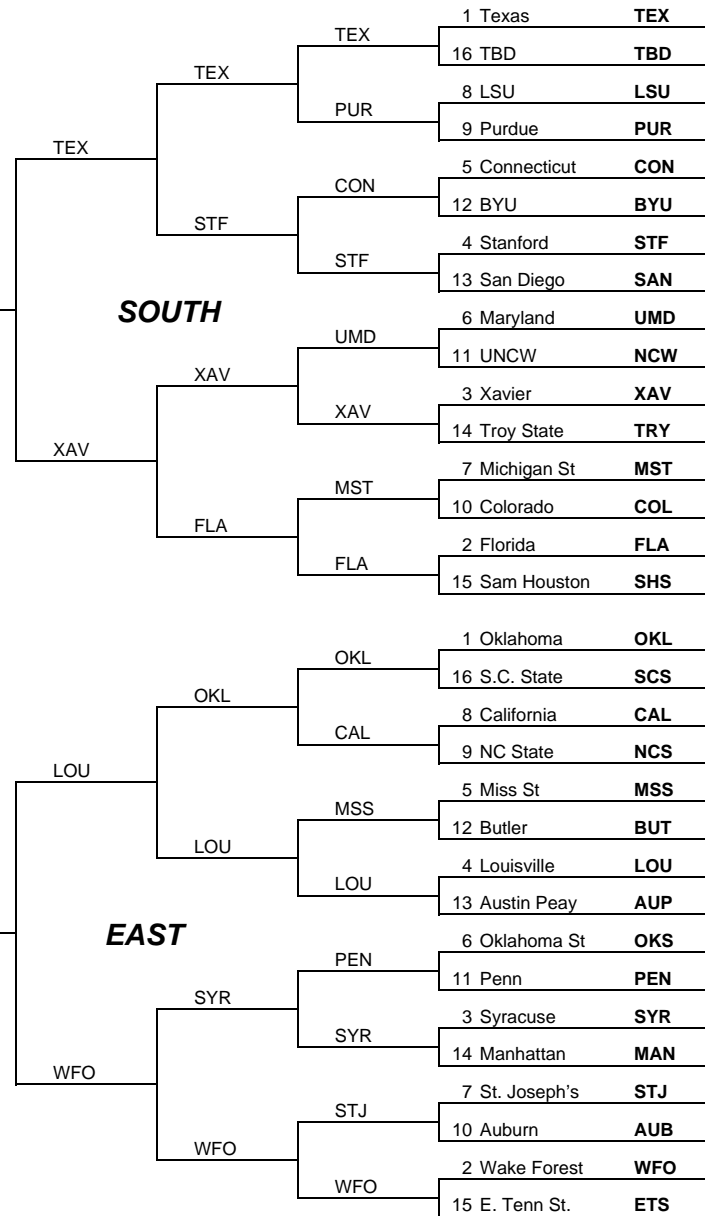 1 Texas TEX
TEX
16 TBD TBD
TEX
8 LSU LSU
PUR
9 Purdue PUR
TEX
5 Connecticut CON
CON
12 BYU BYU
STF
4 Stanford STF
STF
13 San Diego SAN
SOUTH
6 Maryland UMD
UMD
11 UNCW NCW
XAV
3 Xavier XAV
XAV
14 Troy State TRY
XAV
7 Michigan St MST
MST
10 Colorado COL
FLA
2 Florida FLA
FLA
15 Sam Houston SHS
1 Oklahoma OKL
OKL
16 S.C. State SCS
OKL
8 California CAL
CAL
9 NC State NCS
LOU
5 Miss St MSS
MSS
12 Butler BUT
LOU
4 Louisville LOU
LOU
13 Austin Peay AUP
EAST
6 Oklahoma St OKS
PEN
11 Penn PEN
SYR
3 Syracuse SYR
SYR
14 Manhattan MAN
WFO
7 St. Joseph's STJ
STJ
10 Auburn AUB
WFO
2 Wake Forest WFO
WFO
15 E. Tenn St. ETS